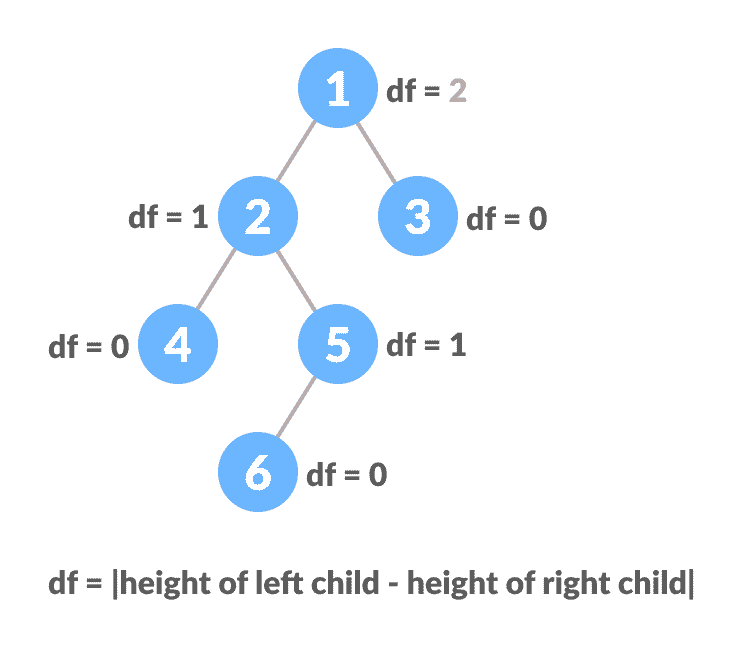 1 df = 2
df = 1 2 3 df = 0
df = 0 4 5 df = 1
6 df = 0
df = |height of left child - height of right child|